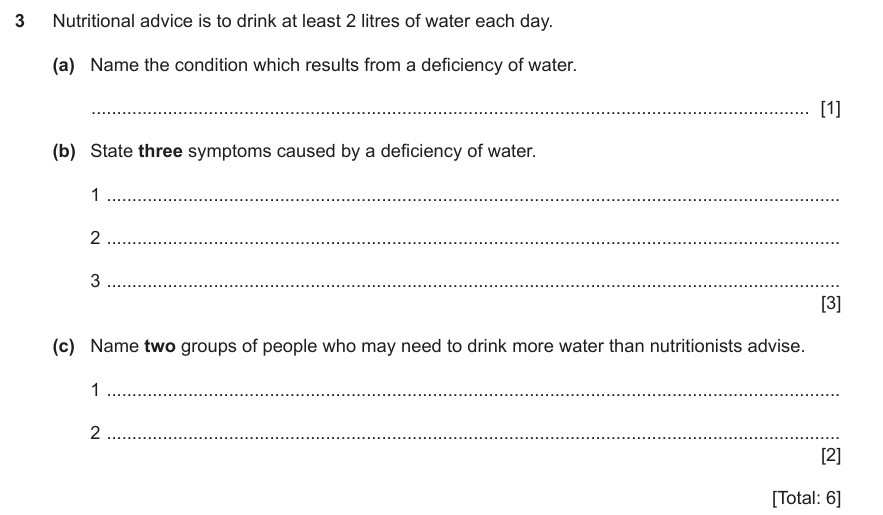 3 Nutritional advice is to drink at least 2 litres of water each day.
(a) Name the condition which results from a deficiency of water.
.......................................................................................................................................... [1]
(b) State three symptoms caused by a deficiency of water.
1 ..............................................................................................................................................
2 ..............................................................................................................................................
3 ..............................................................................................................................................
[3]
(c) Name two groups of people who may need to drink more water than nutritionists advise.
1 ..............................................................................................................................................
2 ..............................................................................................................................................
[2]
[Total: 6]